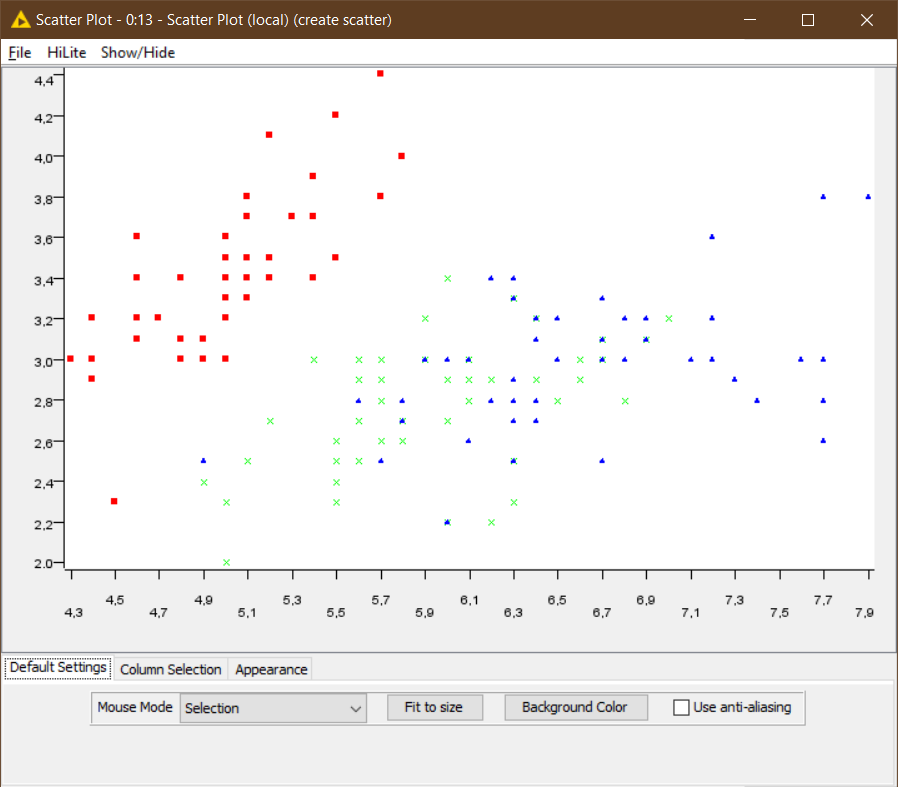 Scatter Plot - 0:13 - Scatter Plot (local) (create scatter)
File HiLite Show/Hide
4,4
4,2
4,0
3,8
3,6
3,4
3,2
3,0
2,8
2,6
2,4
2,2
2.0
4,5 4,9 5,3 5,7 6,1 6,5 6,9 7,3 7,7
4,3 4,7 5,1 5,5 5,9 6,3 6,7 7,1 7,5 7,9
Default Settings Column Selection Appearance
Mouse Mode Selection Fit to size Background Color Use anti-aliasing